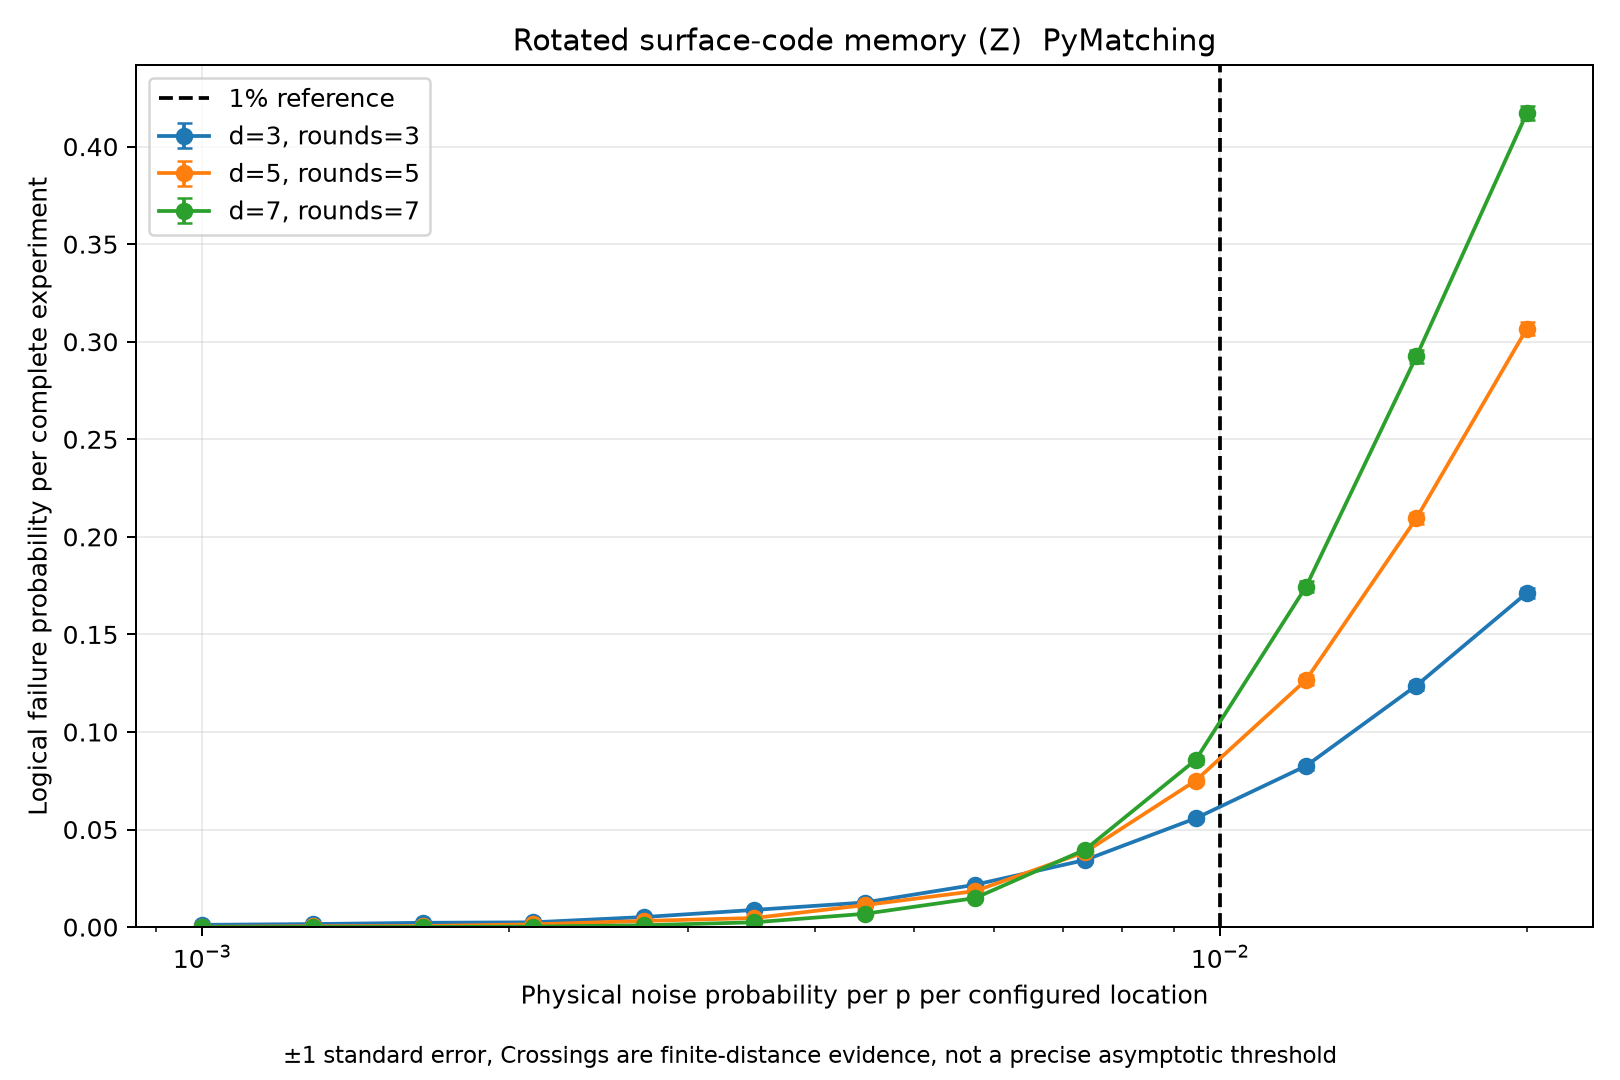 Rotated surface-code memory (Z)  PyMatching
1% reference
d=3, rounds=3
d=5, rounds=5
d=7, rounds=7
Logical failure probability per complete experiment
0.40
0.35
0.30
0.25
0.20
0.15
0.10
0.05
0.00
10⁻³
10⁻²
Physical noise probability per p per configured location
±1 standard error, Crossings are finite-distance evidence, not a precise asymptotic threshold